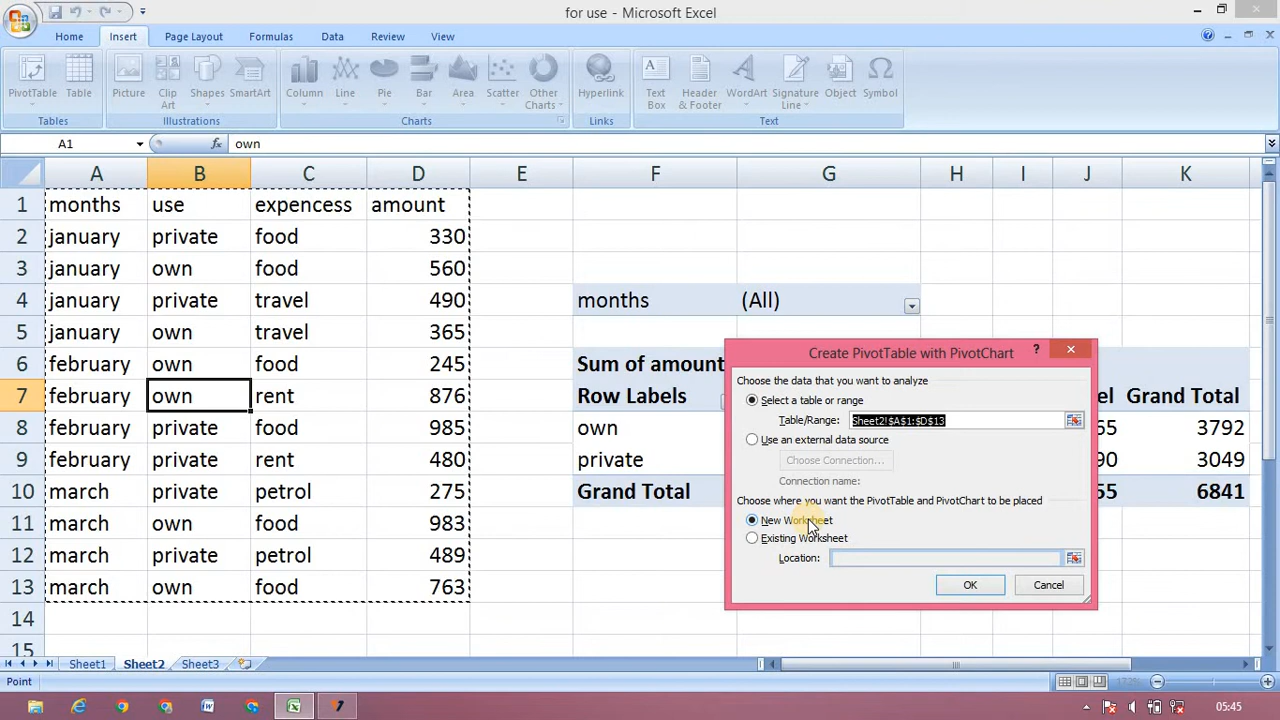 for use - Microsoft Excel
Home Insert Page Layout Formulas Data Review View
PivotTable Table Picture Clip Art Shapes SmartArt Column Line Pie Bar Area Scatter Other Charts Hyperlink Text Box Header & Footer WordArt Signature Line Object Symbol
Tables Illustrations Charts Links Text
A1 fx own
A B C D E F G H I J K
1 months use expencess amount
2 january private food 330
3 january own food 560
4 january private travel 490 months (All)
5 january own travel 365
6 february own food 245 Sum of amount
7 february own rent 876 Row Labels el Grand Total
8 february private food 985 own 55 3792
9 february private rent 480 private 90 3049
10 march private petrol 275 Grand Total 55 6841
11 march own food 983
12 march private petrol 489
13 march own food 763
14
15
Create PivotTable with PivotChart
?
Choose the data that you want to analyze
Select a table or range
Table/Range: Sheet2!$A$1:$D$13
Use an external data source
Choose Connection...
Connection name:
Choose where you want the PivotTable and PivotChart to be placed
New Worksheet
Existing Worksheet
Location:
OK Cancel
Sheet1 Sheet2 Sheet3
Point
05:45